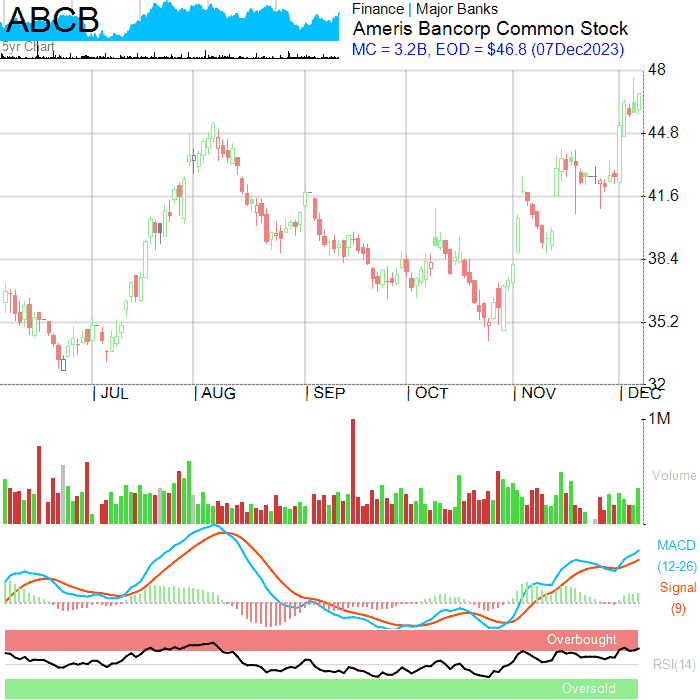 ABCB
5yr Chart
Finance | Major Banks
Ameris Bancorp Common Stock
MC = 3.2B, EOD = $46.8 (07Dec2023)
48
44.8
41.6
38.4
35.2
32
| JUL | AUG | SEP | OCT | NOV | DEC
1M
Volume
MACD
(12-26)
Signal
(9)
Overbought
RSI(14)
Oversold